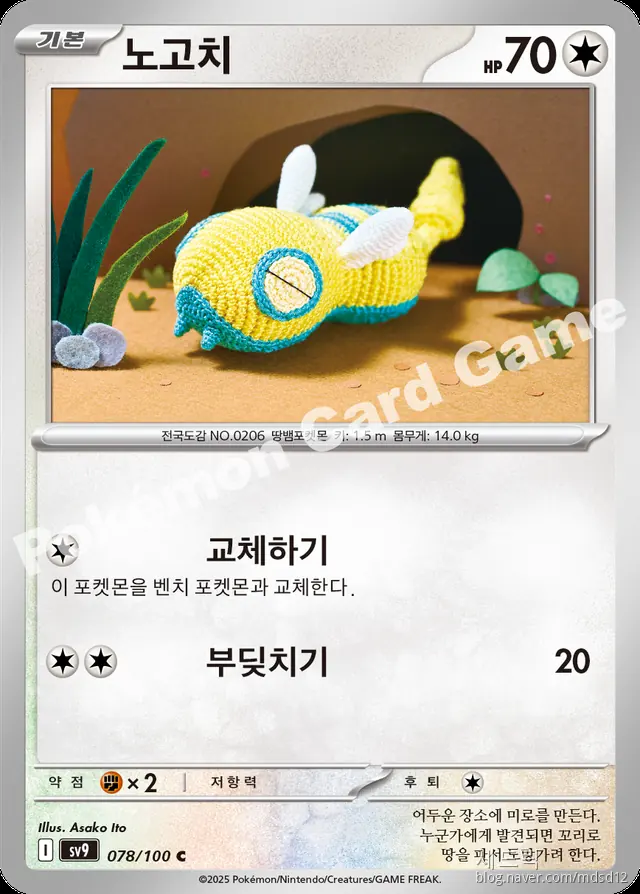 기본 노고치 HP 70
전국도감 NO.0206 땅뱀포켓몬 키: 1.5 m 몸무게: 14.0 kg
Pokémon Card Game
교체하기
이 포켓몬을 벤치 포켓몬과 교체한다.
부딪치기 20
약점 ×2 저항력 후퇴
어두운 장소에 미로를 만든다.
누군가에게 발견되면 꼬리로
땅을 파서 도망가려 한다.
Illus. Asako Ito
I sv9 078/100 C
blog.naver.com/mdsd12
©2025 Pokémon/Nintendo/Creatures/GAME FREAK.